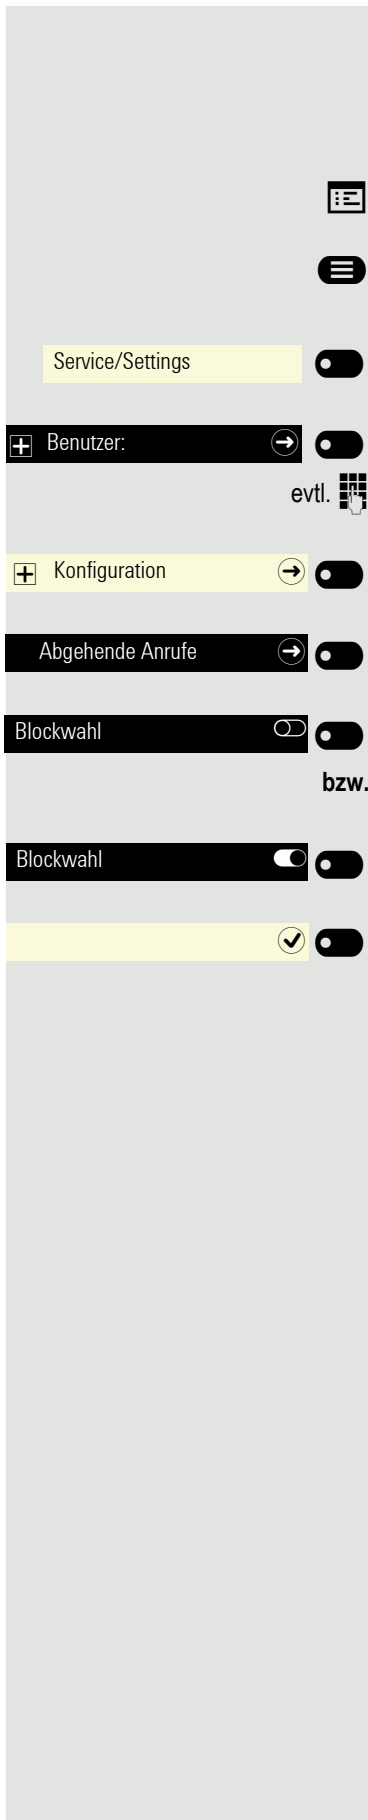 Service/Settings
Benutzer:
evtl.
Konfiguration
Abgehende Anrufe
Blockwahl
bzw.
Blockwahl